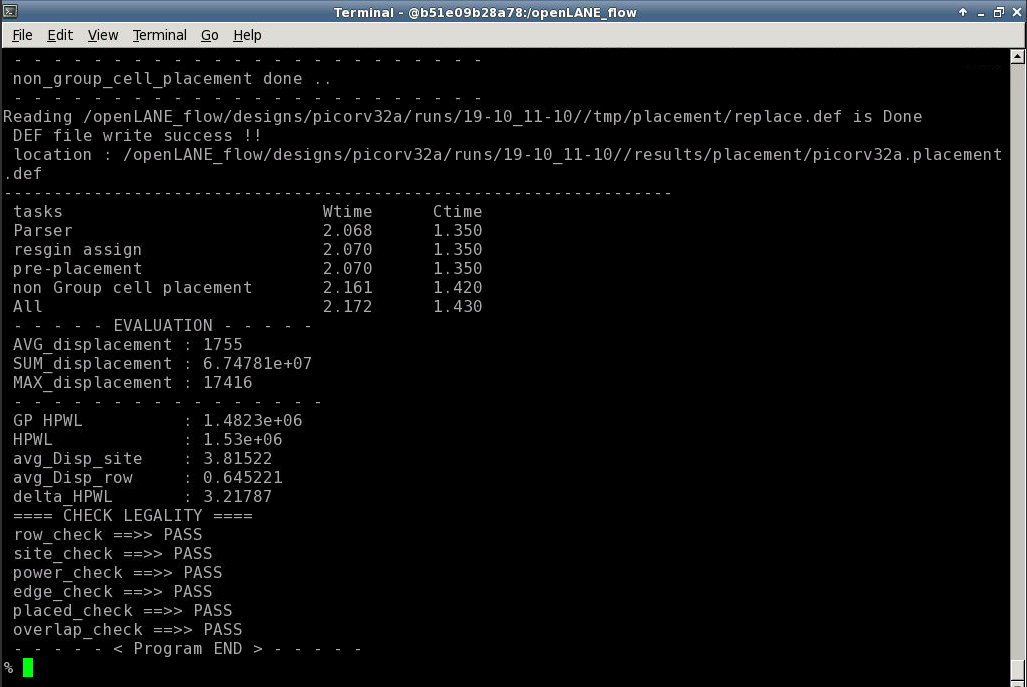 Terminal - @b51e09b28a78:/openLANE_flow
File Edit View Terminal Go Help
- - - - - - - - - - - - - - - - - - - - - - - -
non_group_cell_placement done ..
- - - - - - - - - - - - - - - - - - - - - - - -
Reading /openLANE_flow/designs/picorv32a/runs/19-10_11-10//tmp/placement/replace.def is Done
DEF file write success !!
location : /openLANE_flow/designs/picorv32a/runs/19-10_11-10//results/placement/picorv32a.placement
.def
-------------------------------------------------------------------
tasks Wtime Ctime
Parser 2.068 1.350
resgin assign 2.070 1.350
pre-placement 2.070 1.350
non Group cell placement 2.161 1.420
All 2.172 1.430
- - - - - EVALUATION - - - - -
AVG_displacement : 1755
SUM_displacement : 6.74781e+07
MAX_displacement : 17416
- - - - - - - - - - - - - - - -
GP HPWL : 1.4823e+06
HPWL : 1.53e+06
avg_Disp_site : 3.81522
avg_Disp_row : 0.645221
delta_HPWL : 3.21787
==== CHECK LEGALITY ====
row_check ==>> PASS
site_check ==>> PASS
power_check ==>> PASS
edge_check ==>> PASS
placed_check ==>> PASS
overlap_check ==>> PASS
- - - - - < Program END > - - - - -
%